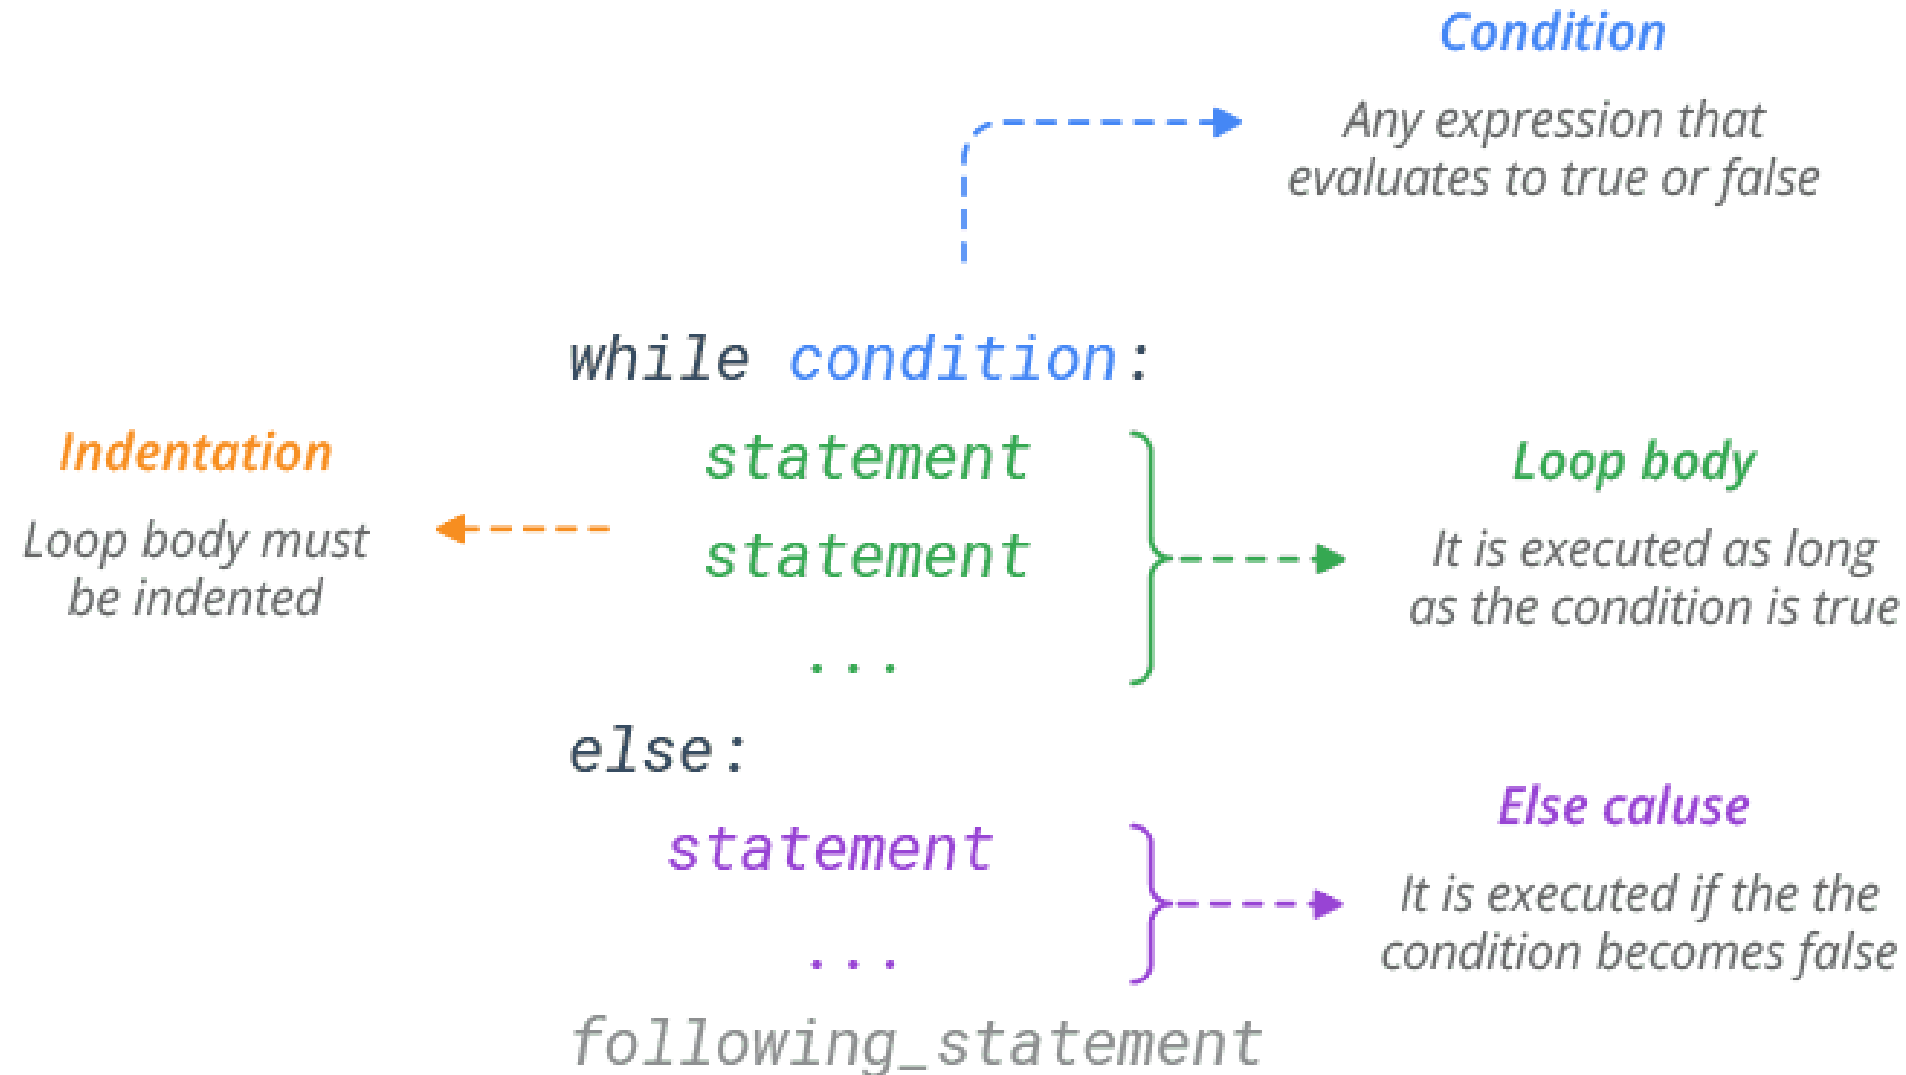 Condition
Any expression that
evaluates to true or false
while condition:
Indentation
Loop body must
be indented
statement
statement
...
Loop body
It is executed as long
as the condition is true
else:
statement
...
Else caluse
It is executed if the the
condition becomes false
following_statement